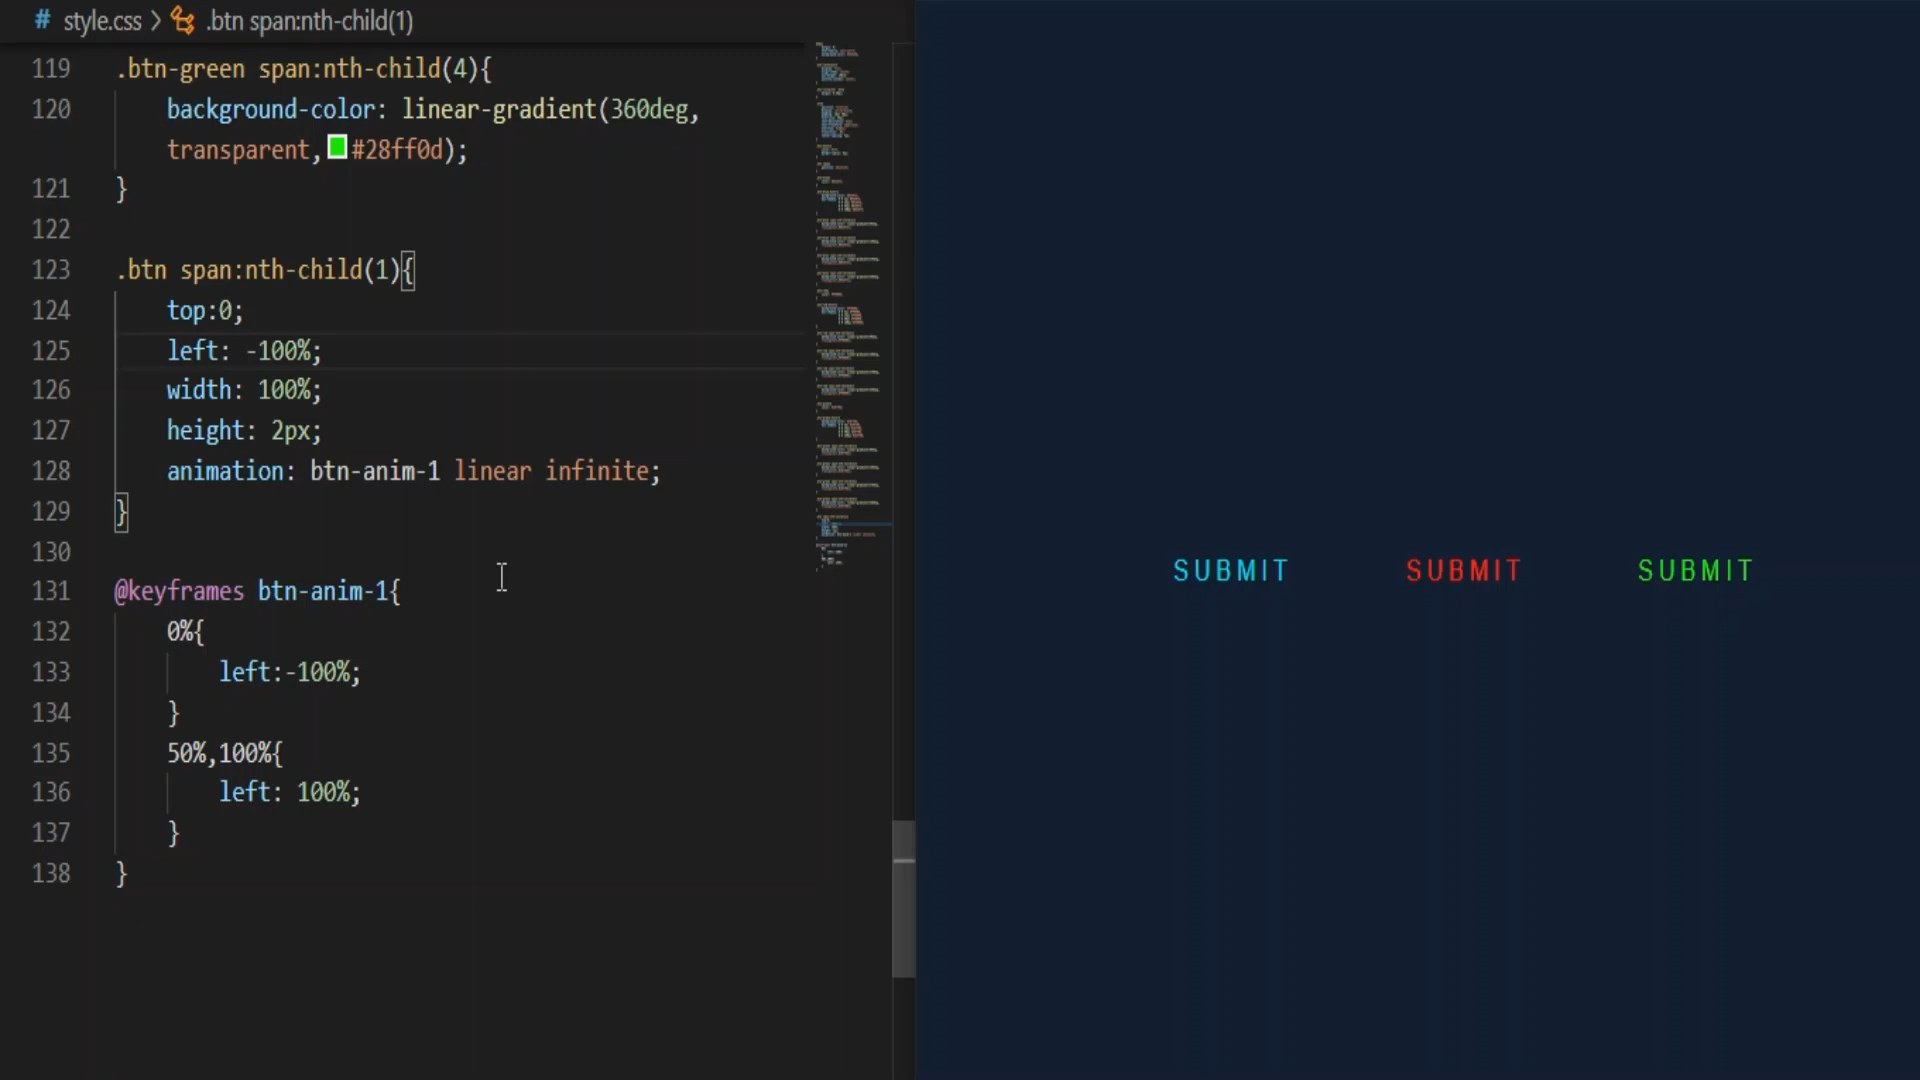 # style.css > .btn span:nth-child(1)
119 .btn-green span:nth-child(4){
120 background-color: linear-gradient(360deg,
transparent,#28ff0d);
121 }
122
123 .btn span:nth-child(1){
124 top:0;
125 left: -100%;
126 width: 100%;
127 height: 2px;
128 animation: btn-anim-1 linear infinite;
129 }
130
131 @keyframes btn-anim-1{
132 0%{
133 left:-100%;
134 }
135 50%,100%{
136 left: 100%;
137 }
138 }
SUBMIT SUBMIT SUBMIT